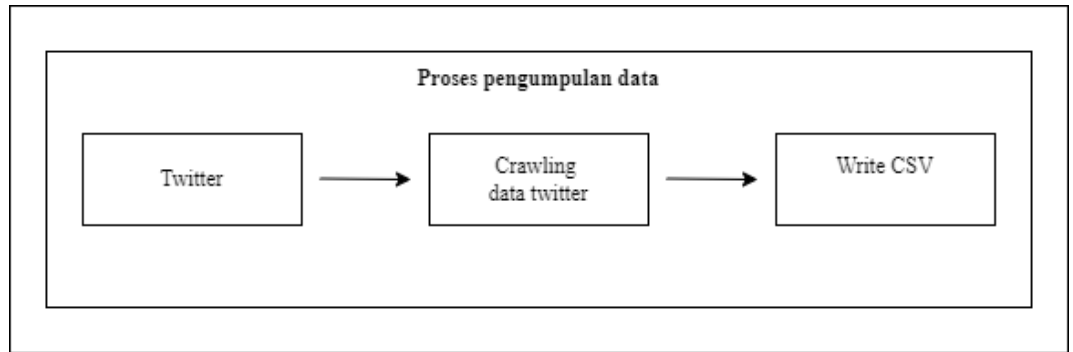 Proses pengumpulan data
Twitter
Crawling
data twitter
Write CSV